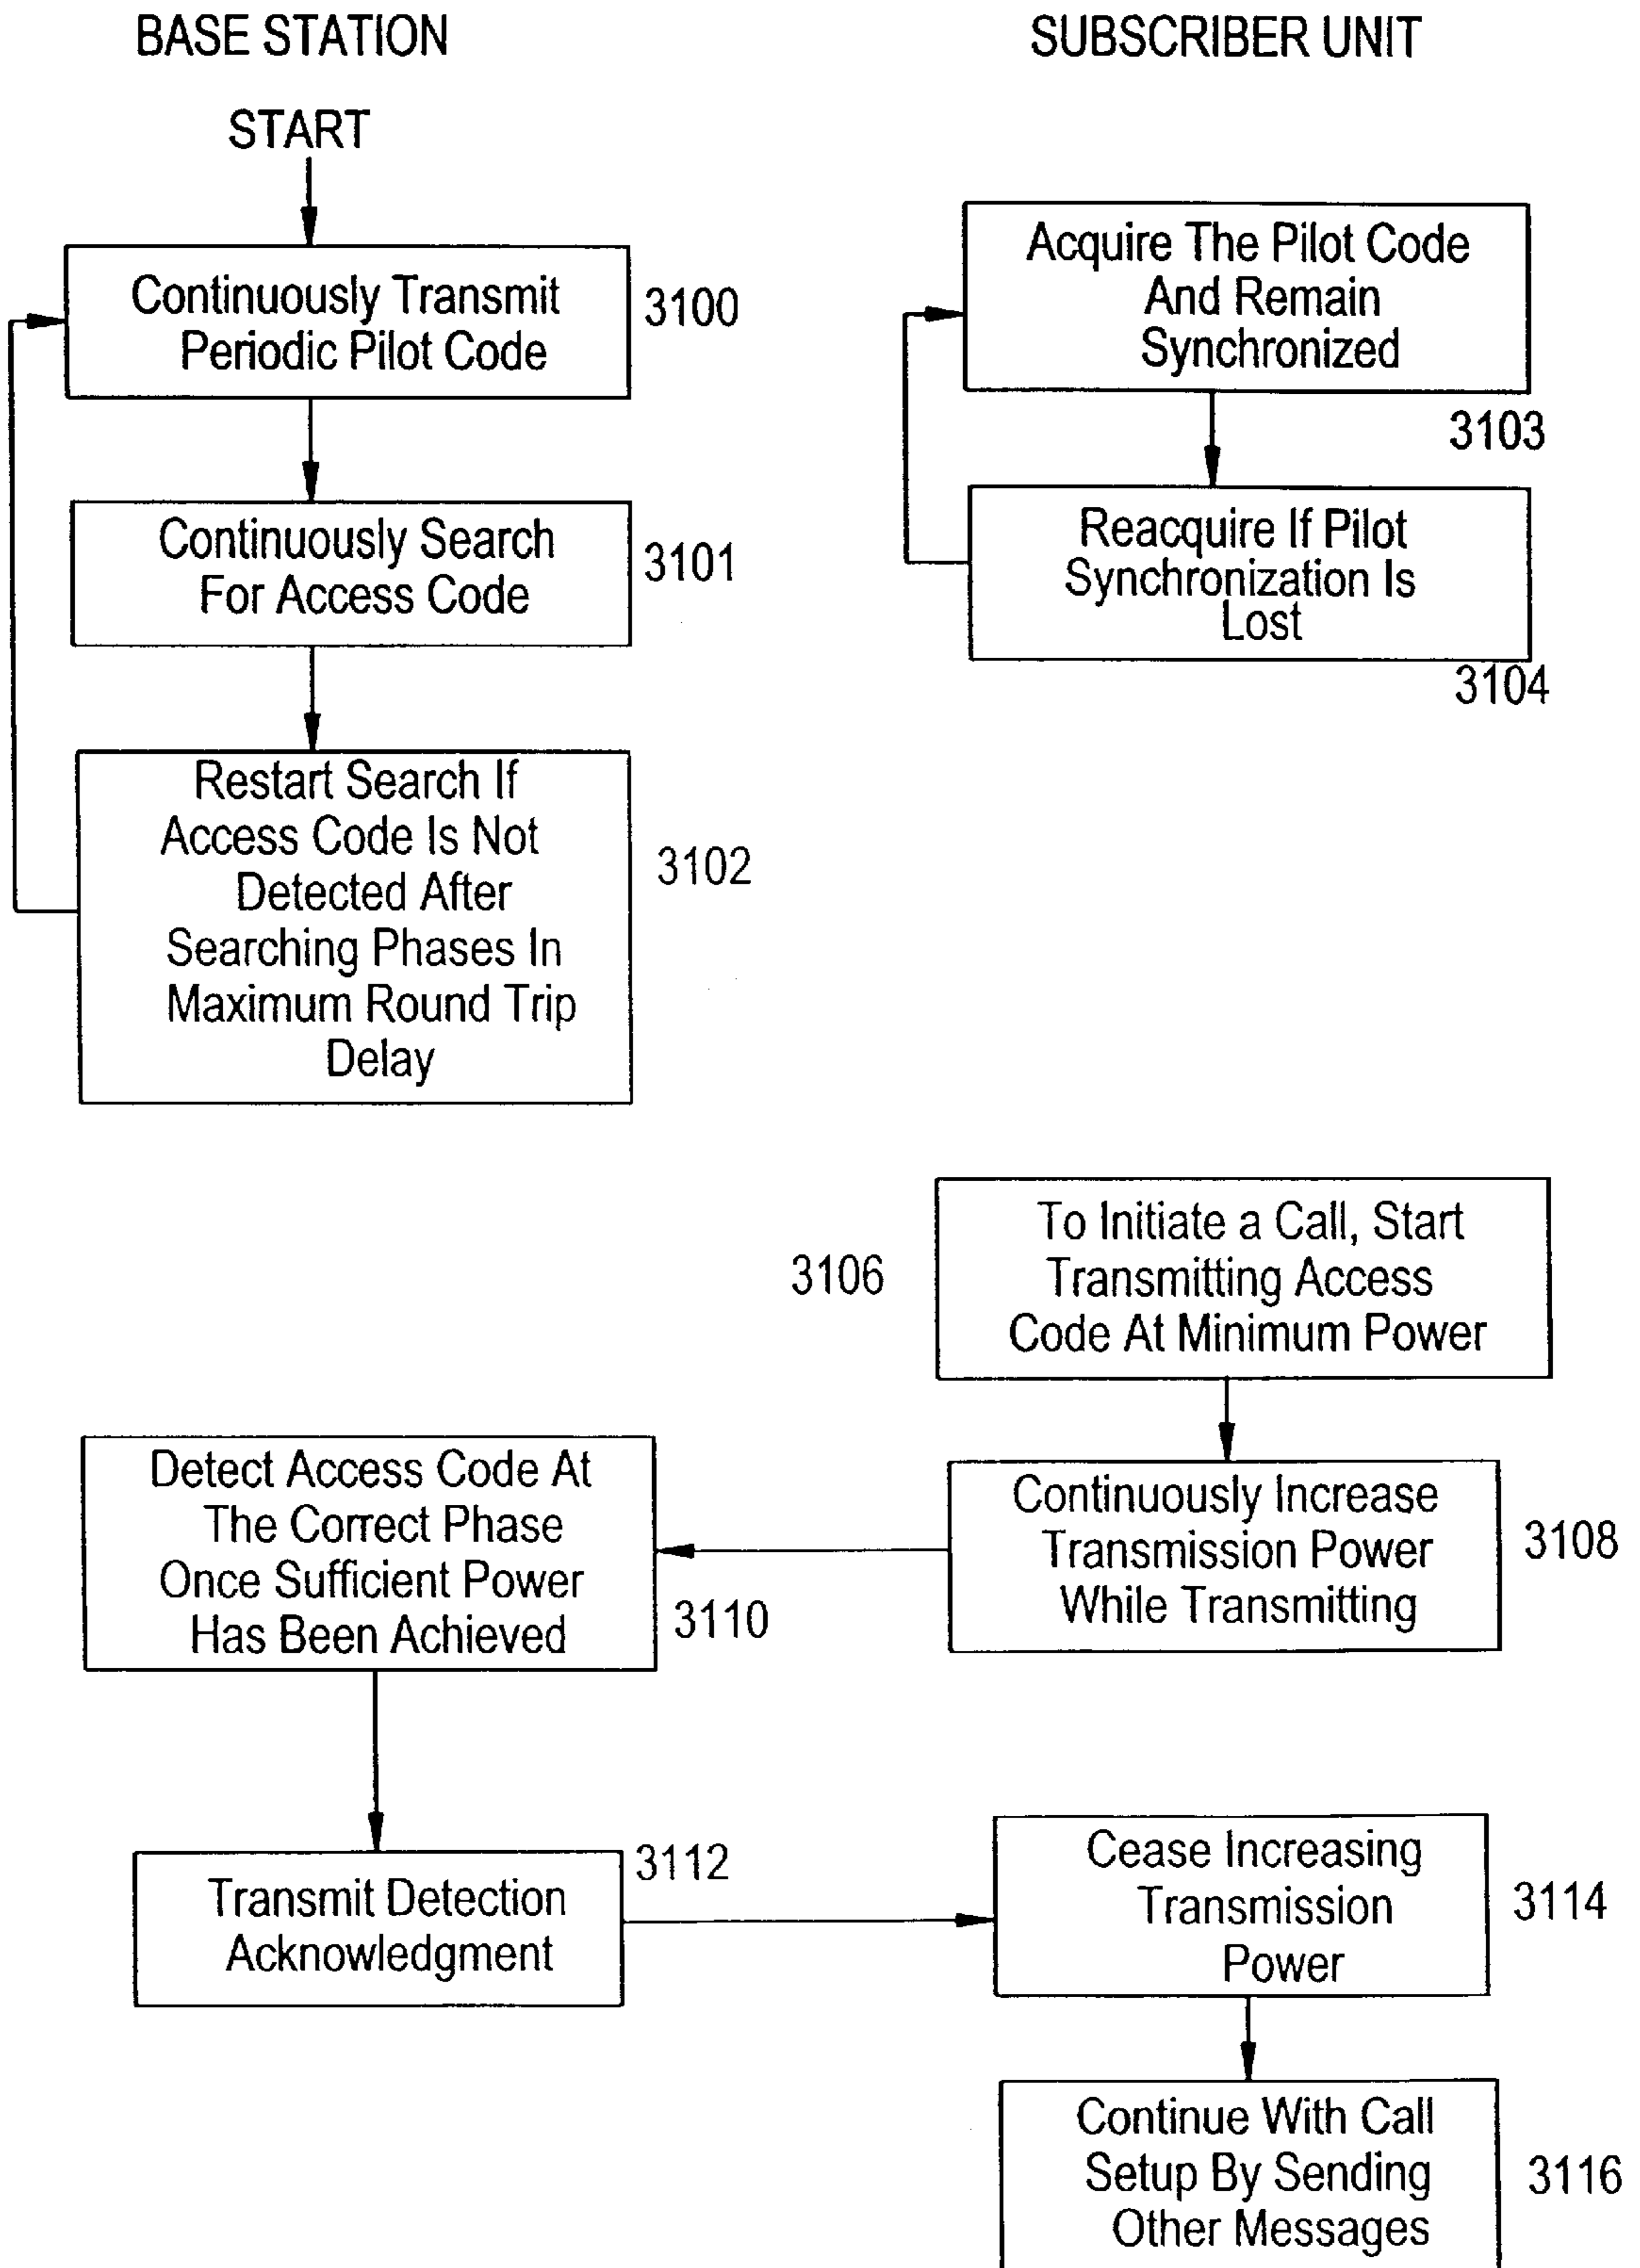 BASE STATION
SUBSCRIBER UNIT
START
Continuously Transmit
Periodic Pilot Code
3100
Acquire The Pilot Code
And Remain
Synchronized
3103
Continuously Search
For Access Code
3101
Reacquire If Pilot
Synchronization Is
Lost
3104
Restart Search If
Access Code Is Not
Detected After
Searching Phases In
Maximum Round Trip
Delay
3102
3106
To Initiate a Call, Start
Transmitting Access
Code At Minimum Power
Continuously Increase
Transmission Power
While Transmitting
3108
Detect Access Code At
The Correct Phase
Once Sufficient Power
Has Been Achieved
3110
Transmit Detection
Acknowledgment
3112
Cease Increasing
Transmission
Power
3114
Continue With Call
Setup By Sending
Other Messages
3116